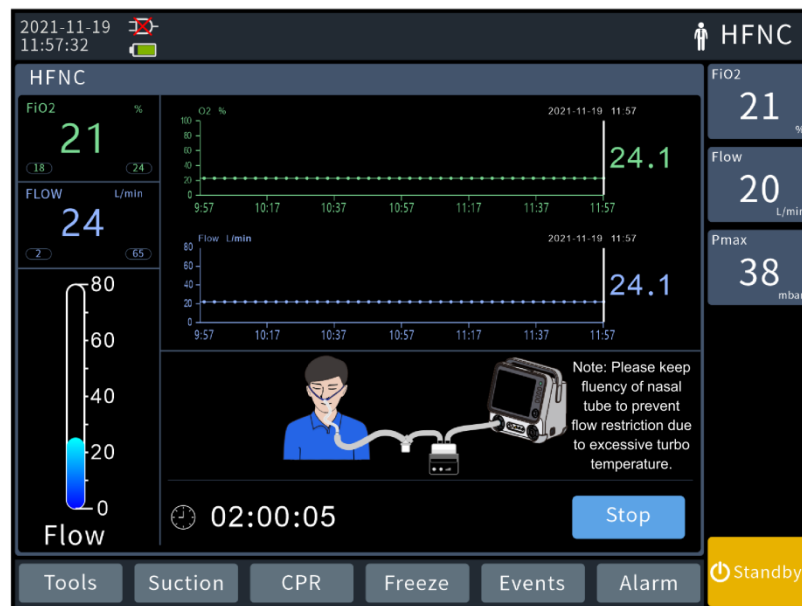 2021-11-19
11:57:32
HFNC
HFNC
FiO2 %
21
18 24
FLOW L/min
24
2 65
80
60
40
20
0
Flow
O2 % 2021-11-19 11:57
100
80
60
40
20
0
24.1
9:57 10:17 10:37 10:57 11:17 11:37 11:57
Flow L/min 2021-11-19 11:57
80
60
40
20
0
24.1
9:57 10:17 10:37 10:57 11:17 11:37 11:57
Note: Please keep
fluency of nasal
tube to prevent
flow restriction due
to excessive turbo
temperature.
02:00:05
Stop
FiO2
21
%
Flow
20
L/min
Pmax
38
mbar
Tools Suction CPR Freeze Events Alarm
Standby